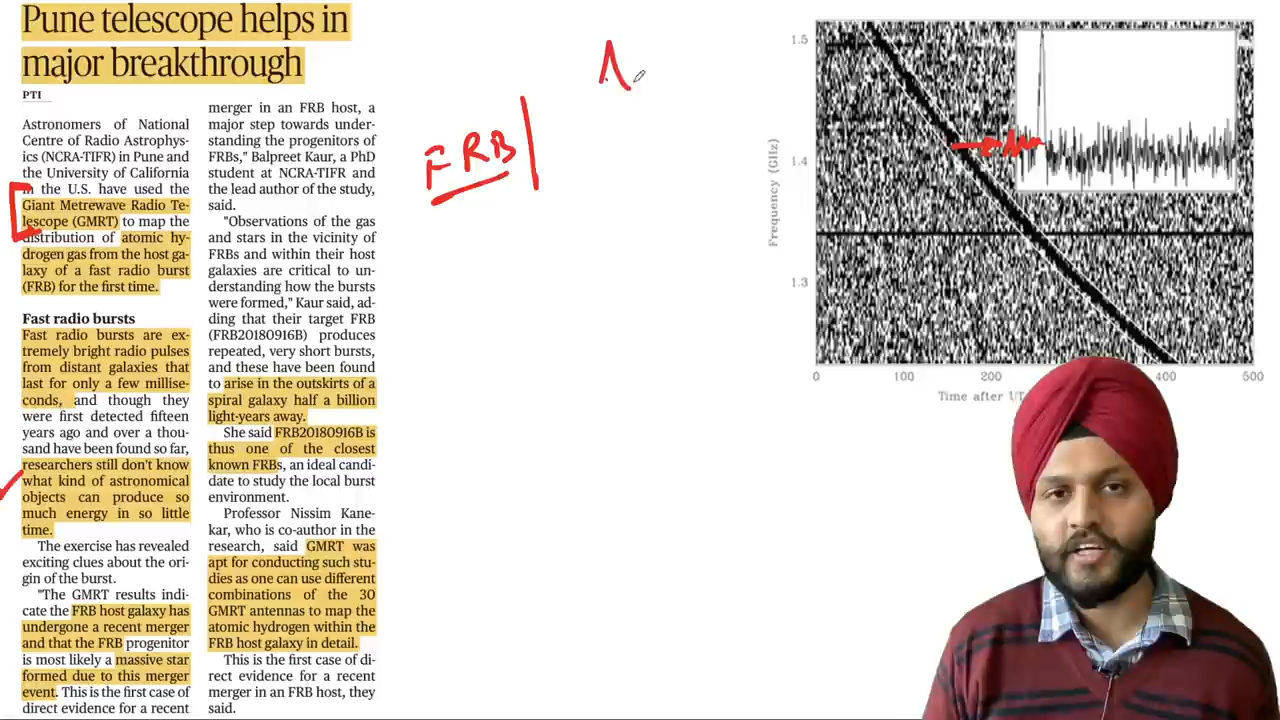 Pune telescope helps in
major breakthrough
PTI
Astronomers of National
Centre of Radio Astrophys-
ics (NCRA-TIFR) in Pune and
the University of California
in the U.S. have used the
Giant Metrewave Radio Te-
lescope (GMRT) to map the
distribution of atomic hy-
drogen gas from the host ga-
laxy of a fast radio burst
(FRB) for the first time.
Fast radio bursts
Fast radio bursts are ex-
tremely bright radio pulses
from distant galaxies that
last for only a few millise-
conds, and though they
were first detected fifteen
years ago and over a thou-
sand have been found so far,
researchers still don't know
what kind of astronomical
objects can produce so
much energy in so little
time.
The exercise has revealed
exciting clues about the ori-
gin of the burst.
"The GMRT results indi-
cate the FRB host galaxy has
undergone a recent merger
and that the FRB progenitor
is most likely a massive star
formed due to this merger
event. This is the first case of
direct evidence for a recent
merger in an FRB host, a
major step towards under-
standing the progenitors of
FRBs," Balpreet Kaur, a PhD
student at NCRA-TIFR and
the lead author of the study,
said.
"Observations of the gas
and stars in the vicinity of
FRBs and within their host
galaxies are critical to un-
derstanding how the bursts
were formed," Kaur said, ad-
ding that their target FRB
(FRB20180916B) produces
repeated, very short bursts,
and these have been found
to arise in the outskirts of a
spiral galaxy half a billion
light-years away.
She said FRB20180916B is
thus one of the closest
known FRBs, an ideal candi-
date to study the local burst
environment.
Professor Nissim Kane-
kar, who is co-author in the
research, said GMRT was
apt for conducting such stu-
dies as one can use different
combinations of the 30
GMRT antennas to map the
atomic hydrogen within the
FRB host galaxy in detail.
This is the first case of di-
rect evidence for a recent
merger in an FRB host, they
said.
FRB
1.5
1.4
1.3
Frequency (GHz)
0 100 200 400 500
Time after